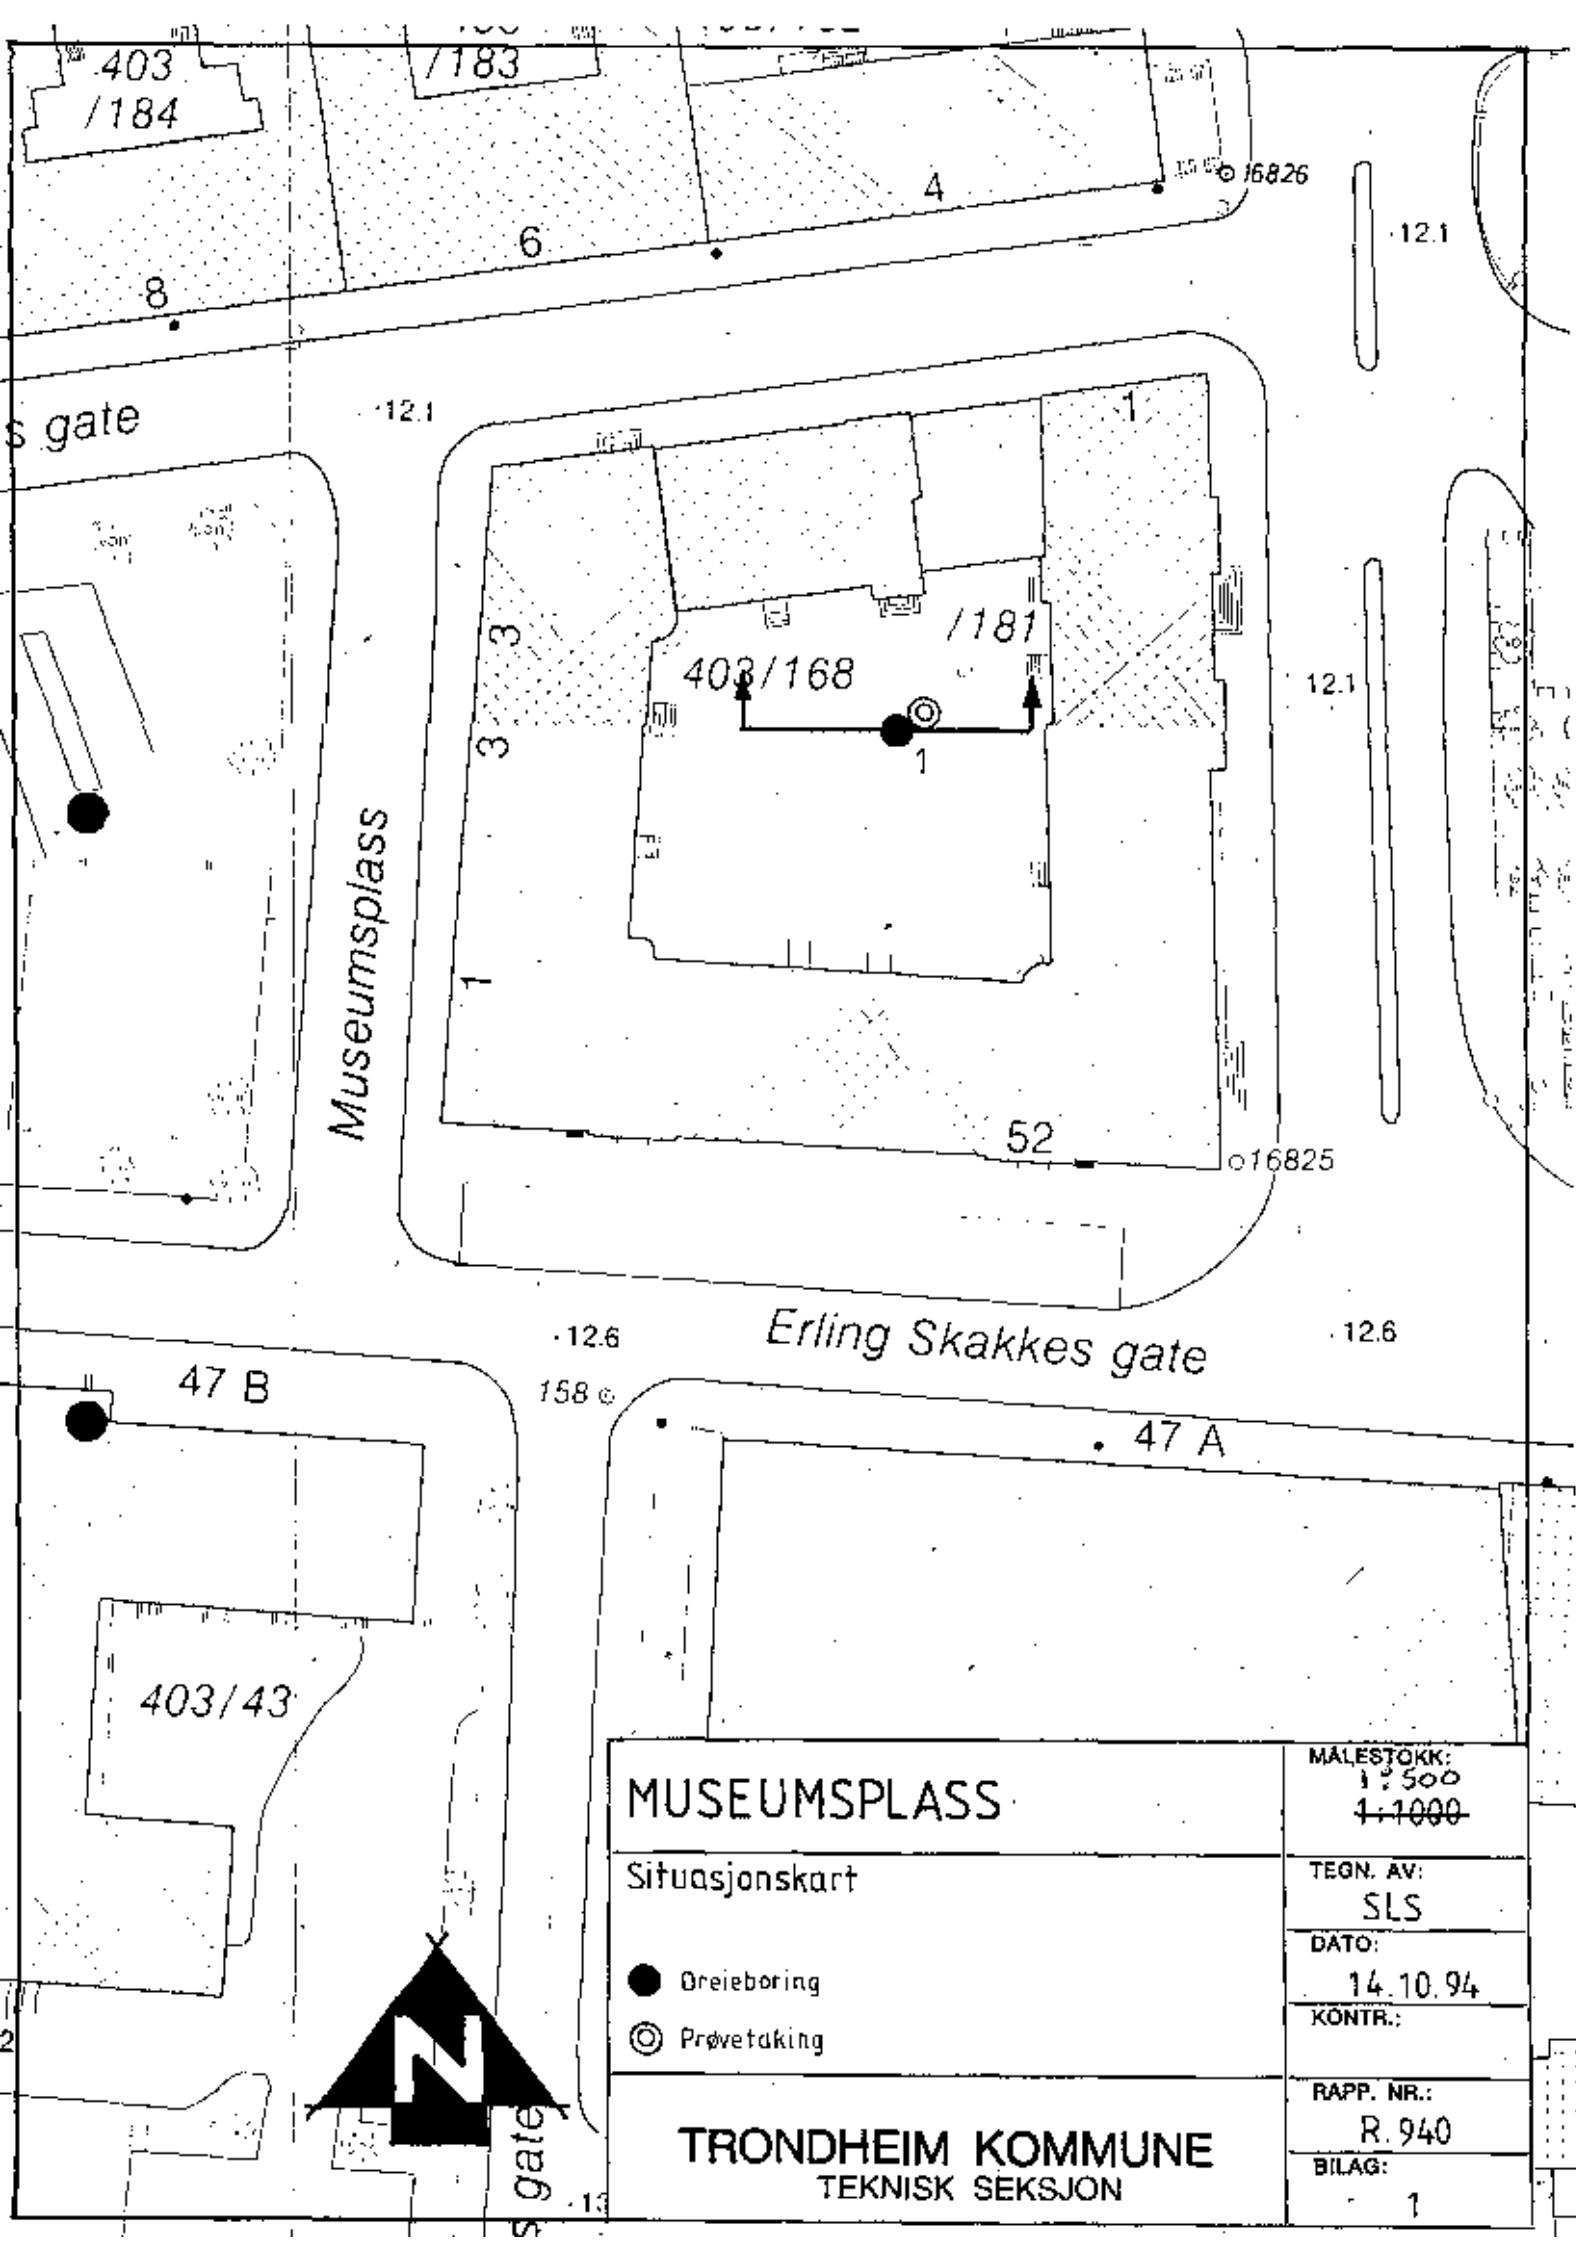 403
/184
/183
16826
4
12.1
6
8
s gate
12.1
1
3
/181
403/168
12.1
3
1
Museumsplass
1
52
16825
Erling Skakkes gate
12.6
12.6
47 B
158
47 A
403/43
MUSEUMSPLASS
MÅLESTOKK:
1:500
1:1000
Situasjonskart
TEGN. AV:
SLS
DATO:
14.10.94
Dreieboring
KONTR.:
Prøvetaking
2
RAPP. NR.:
R.940
TRONDHEIM KOMMUNE
TEKNISK SEKSJON
BILAG:
1
s gate
13